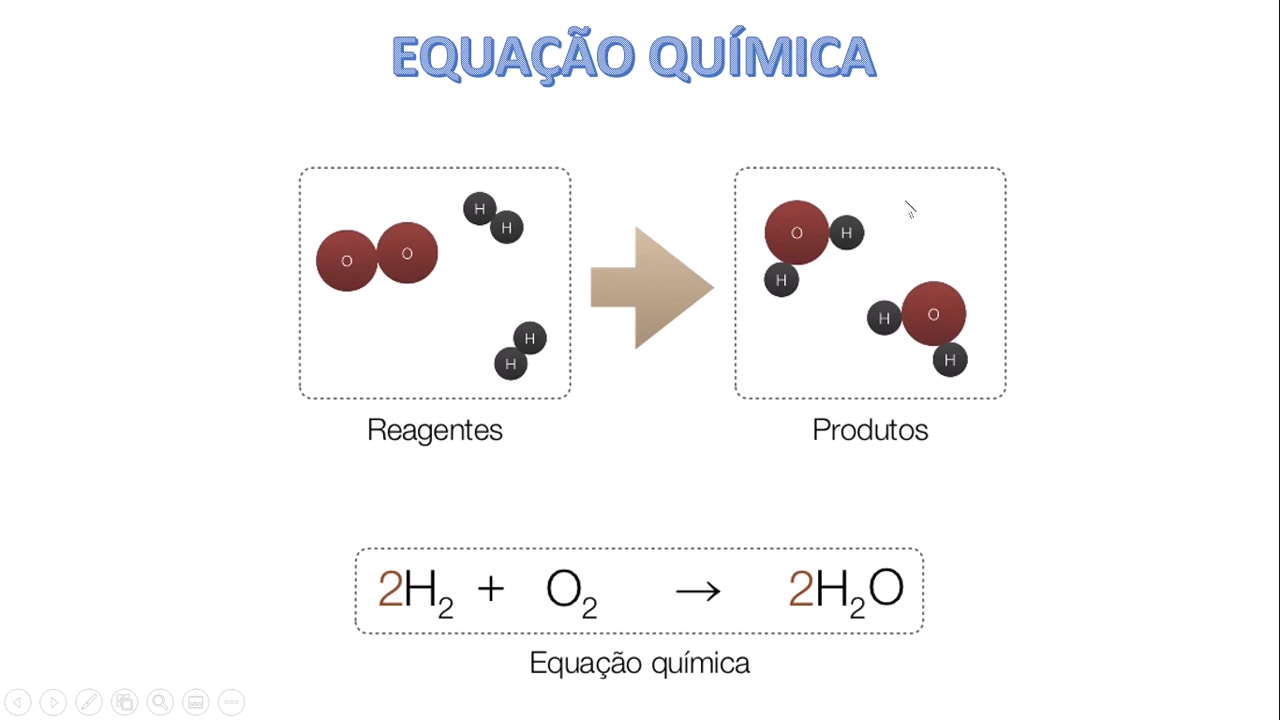 EQUAÇÃO QUÍMICA
O O H H
H H
O H H
H O H
Reagentes
Produtos
2H₂ + O₂ → 2H₂O
Equação química